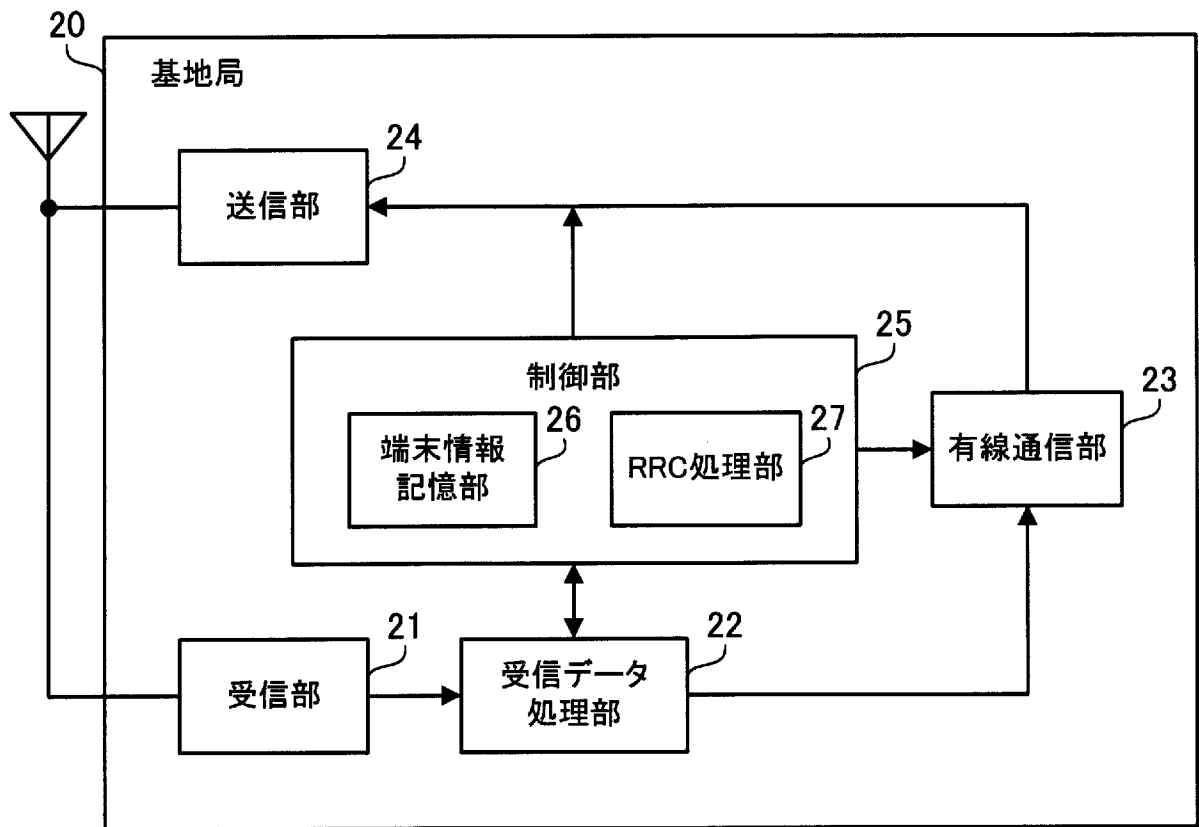 20
基地局
24
送信部
25
制御部
26
端末情報
記憶部
27
RRC処理部
23
有線通信部
21
受信部
22
受信データ
処理部